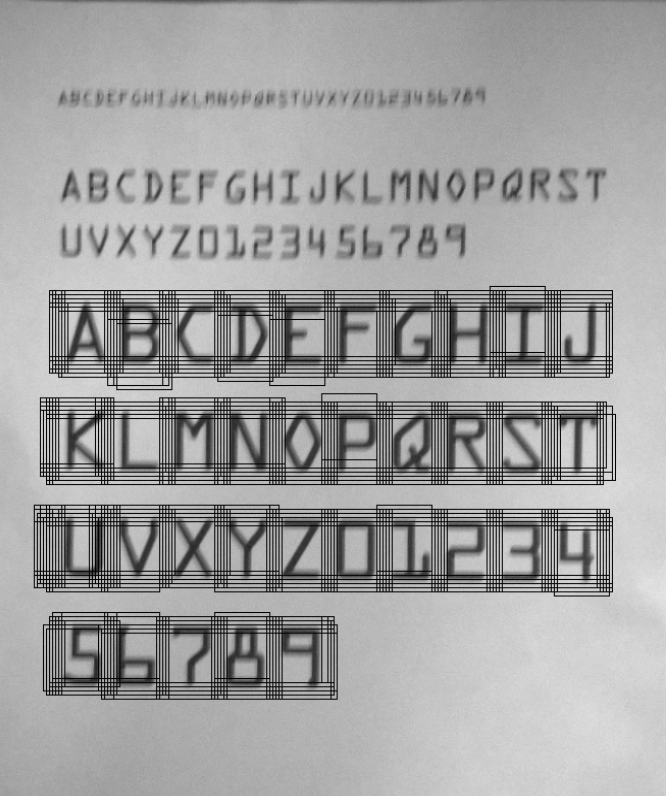 ABCDEFGHIJKLMNOPQRSTUVXYZ0123456789
ABCDEFGHIJKLMNOPQRST
UVXYZ0123456789
ABCDEFGHIJ
KLMNOPQRST
UVXYZ01234
56789